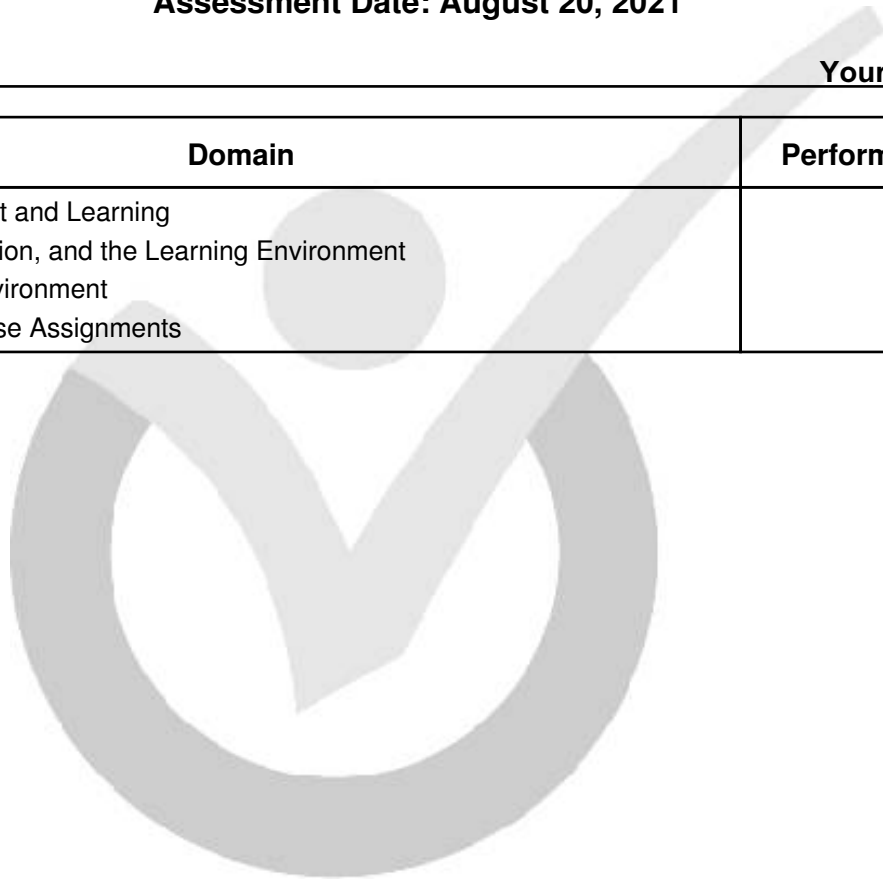 Assessment Date: August 20, 2021
Your
Domain
Perform
t and Learning
ion, and the Learning Environment
vironment
se Assignments